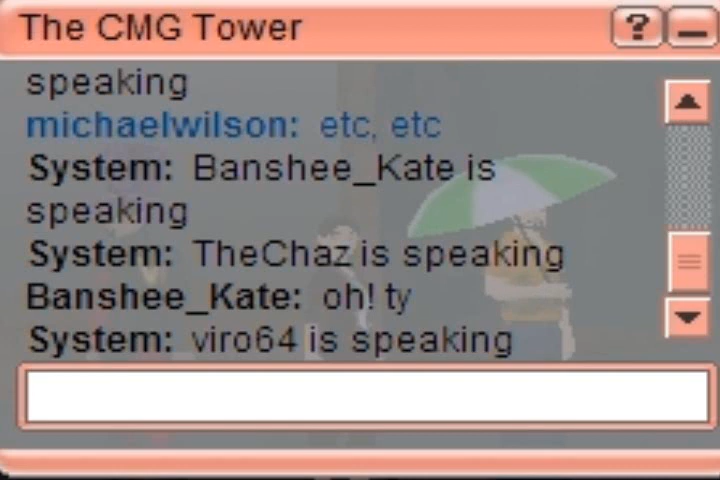 The CMG Tower
?
speaking
michaelwilson: etc, etc
System: Banshee_Kate is
speaking
System: TheChaz is speaking
Banshee_Kate: oh! ty
System: viro64 is speaking